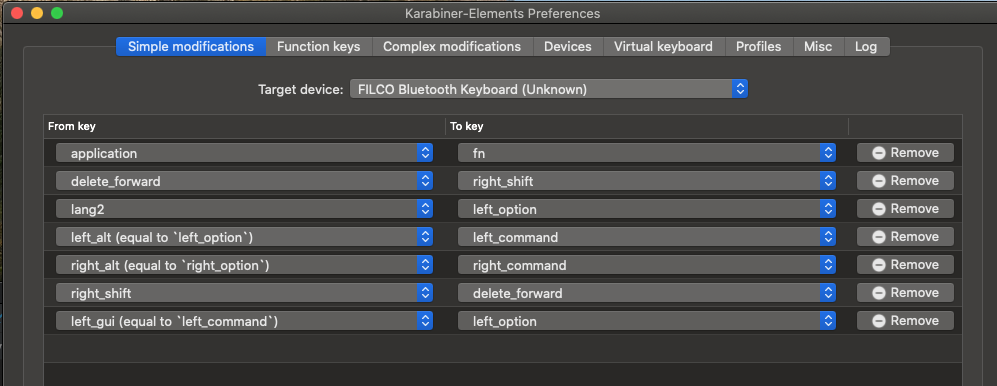 Karabiner-Elements Preferences
Simple modifications Function keys Complex modifications Devices Virtual keyboard Profiles Misc Log
Target device: FILCO Bluetooth Keyboard (Unknown)
From key To key
application fn Remove
delete_forward right_shift Remove
lang2 left_option Remove
left_alt (equal to `left_option`) left_command Remove
right_alt (equal to `right_option`) right_command Remove
right_shift delete_forward Remove
left_gui (equal to `left_command`) left_option Remove